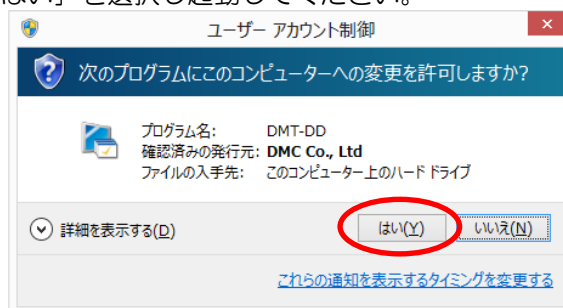 はい」を選択し起動してください。
ユーザー アカウント制御
次のプログラムにこのコンピューターへの変更を許可しますか?
プログラム名: DMT-DD
確認済みの発行元: DMC Co., Ltd
ファイルの入手先: このコンピューター上のハード ドライブ
詳細を表示する(D) はい(Y) いいえ(N)
これらの通知を表示するタイミングを変更する